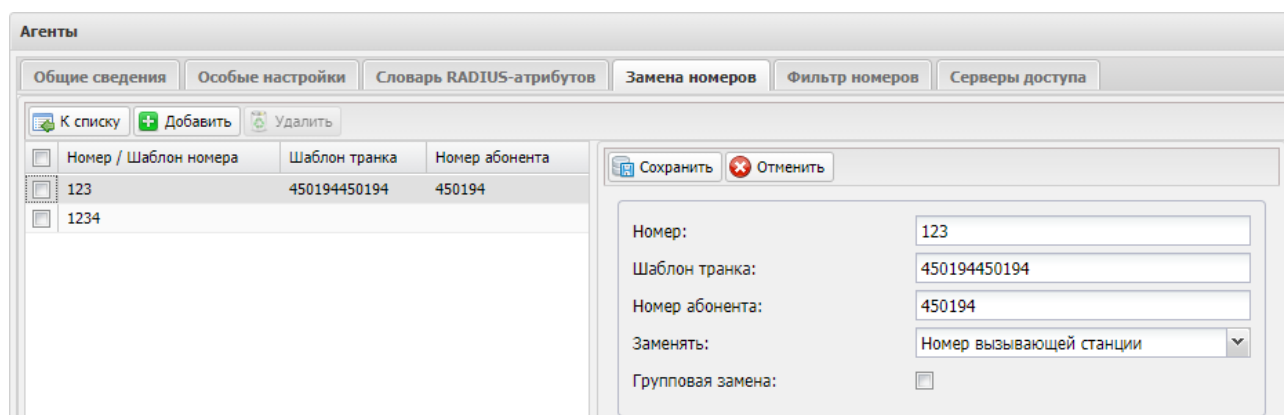 Агенты
Общие сведения Особые настройки Словарь RADIUS-атрибутов Замена номеров Фильтр номеров Серверы доступа
К списку Добавить Удалить
Номер / Шаблон номера Шаблон транка Номер абонента
123 450194450194 450194
1234
Сохранить Отменить
Номер: 123
Шаблон транка: 450194450194
Номер абонента: 450194
Заменять: Номер вызывающей станции
Групповая замена: